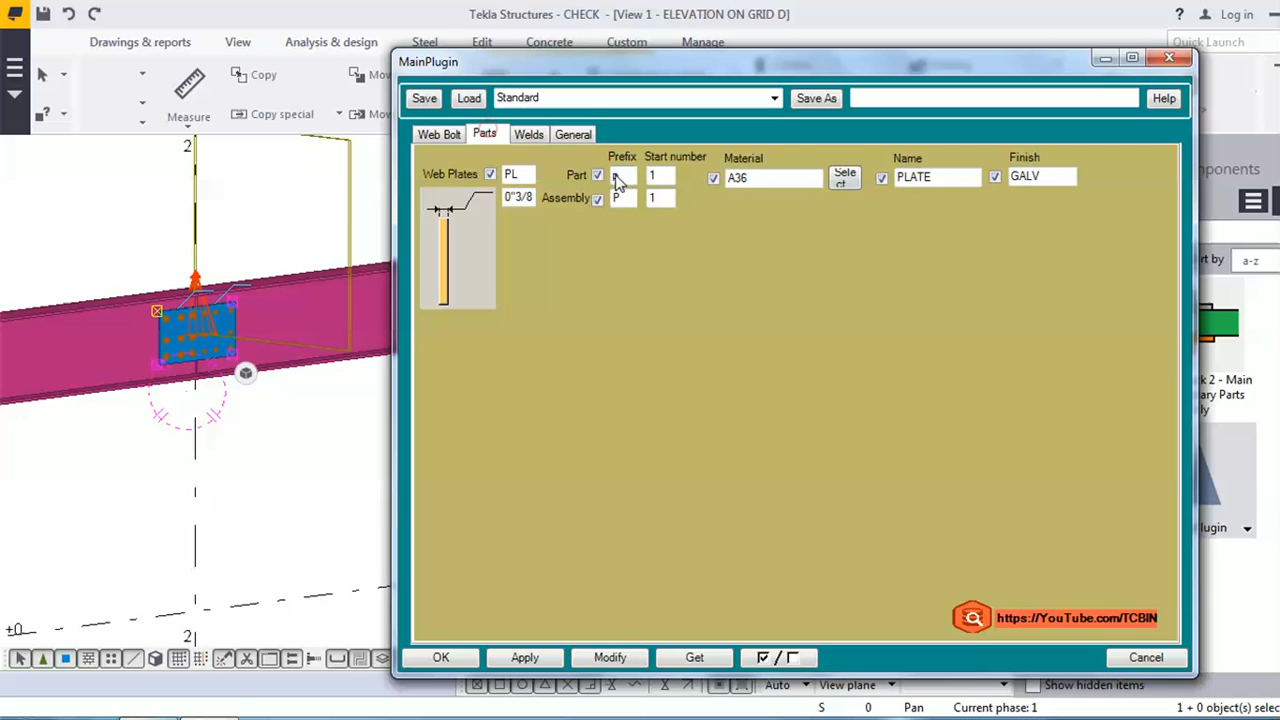 Tekla Structures - CHECK - [View 1 - ELEVATION ON GRID D]
? Log in
Drawings & reports View Analysis & design Steel Edit Concrete Custom Manage
Quick Launch
MainPlugin
Copy Mov
Measure
Copy special Mov
Save Load Standard Save As Help
Web Bolt Parts Welds General
Prefix Start number Material Name Finish
Web Plates PL Part 1 A36 Select PLATE GALV
0"3/8 Assembly P 1
2
rt by a-z
k 2 - Main
ary Parts
ly
lugin
+0
2
https://YouTube.com/TCBIN
OK Apply Modify Get / Cancel
Auto View plane Show hidden items
S 0 Pan Current phase: 1 1 + 0 object(s) selec